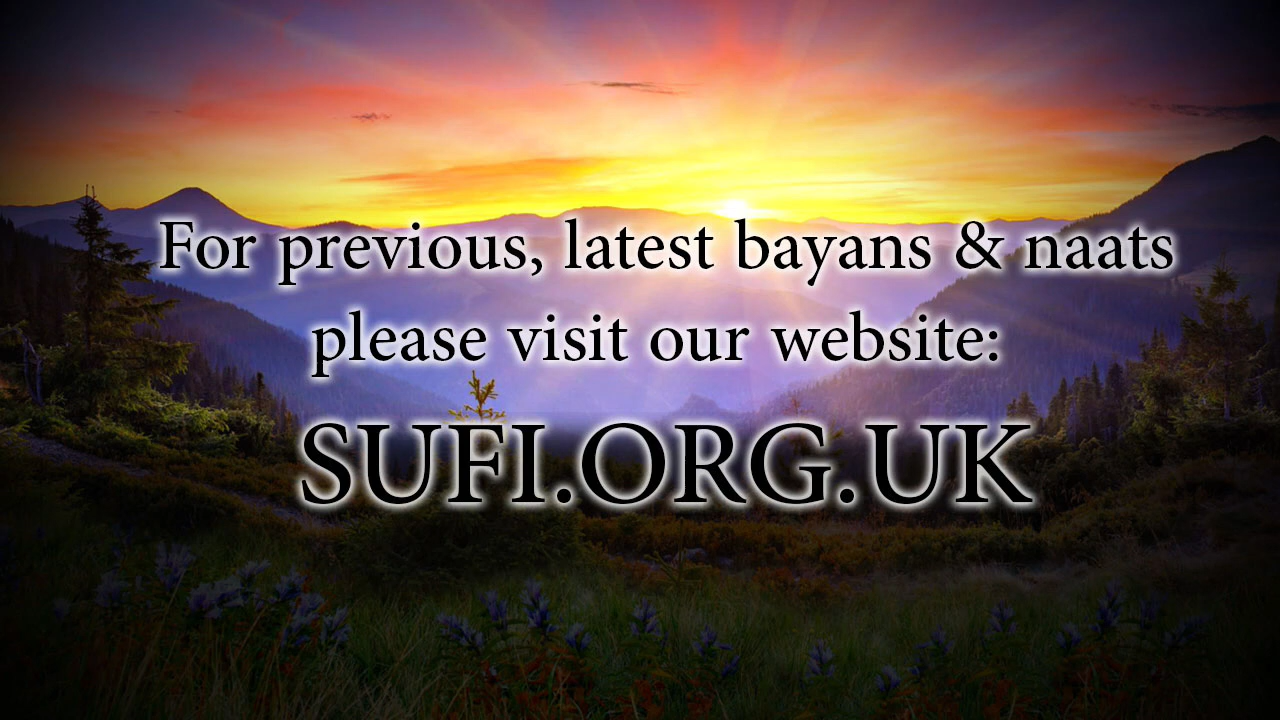 For previous, latest bayans & naats
please visit our website:
SUFI.ORG.UK